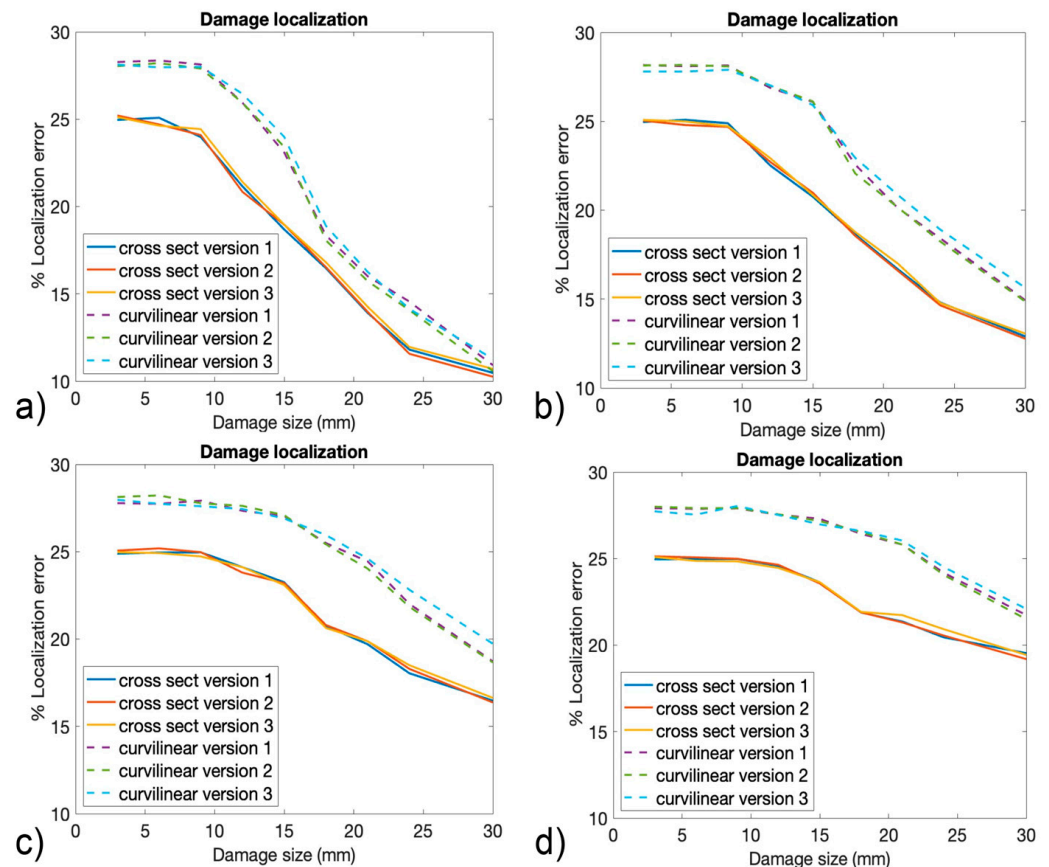 Damage localization
30
25
20
15
10
% Localization error
cross sect version 1
cross sect version 2
cross sect version 3
curvilinear version 1
curvilinear version 2
curvilinear version 3
0 5 10 15 20 25 30
Damage size (mm)
a)
Damage localization
30
25
20
15
10
% Localization error
cross sect version 1
cross sect version 2
cross sect version 3
curvilinear version 1
curvilinear version 2
curvilinear version 3
0 5 10 15 20 25 30
Damage size (mm)
b)
Damage localization
30
25
20
15
10
% Localization error
cross sect version 1
cross sect version 2
cross sect version 3
curvilinear version 1
curvilinear version 2
curvilinear version 3
0 5 10 15 20 25 30
Damage size (mm)
c)
Damage localization
30
25
20
15
10
% Localization error
cross sect version 1
cross sect version 2
cross sect version 3
curvilinear version 1
curvilinear version 2
curvilinear version 3
0 5 10 15 20 25 30
Damage size (mm)
d)